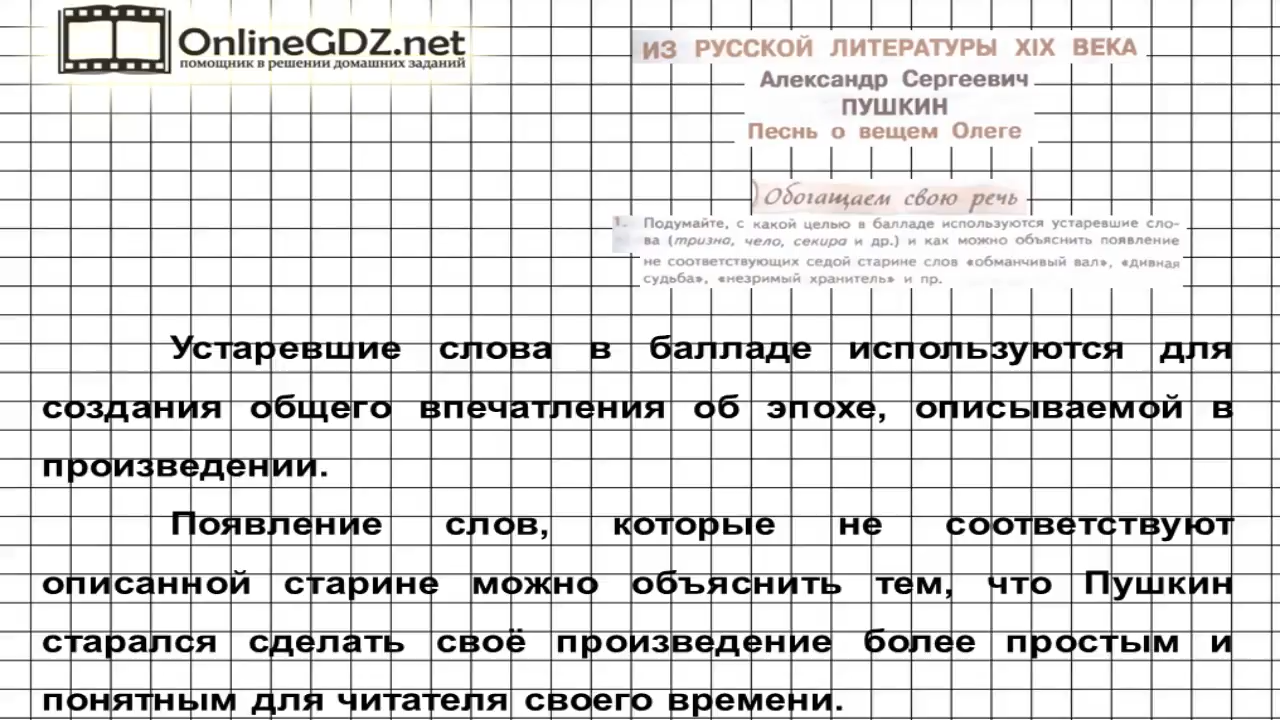 OnlineGDZ.net
помощник в решении домашних заданий
ИЗ РУССКОЙ ЛИТЕРАТУРЫ XIX ВЕКА
Александр Сергеевич
ПУШКИН
Песнь о вещем Олеге
Обогащаем свою речь
1. Подумайте, с какой целью в балладе используются устаревшие сло-
ва (тризна, чело, секира и др.) и как можно объяснить появление
не соответствующих седой старине слов «обманчивый вал», «дивная
судьба», «незримый хранитель» и пр.
Устаревшие слова в балладе используются для
создания общего впечатления об эпохе, описываемой в
произведении.
Появление слов, которые не соответствуют
описанной старине можно объяснить тем, что Пушкин
старался сделать своё произведение более простым и
понятным для читателя своего времени.